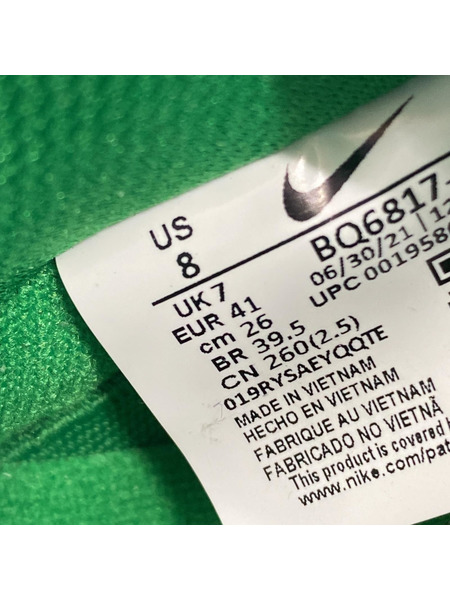 US
8
BQ6817-
06/30/21 | 12
UPC 0019580
UK 7
EUR 41
cm 26
BR 39.5
CN 260(2.5)
019RYSAEYQQTE
MADE IN VIETNAM
HECHO EN VIETNAM
FABRIQUE AU VIETNAM
FABRICADO NO VIETNÃ
This product is covered b
www.nike.com/pat